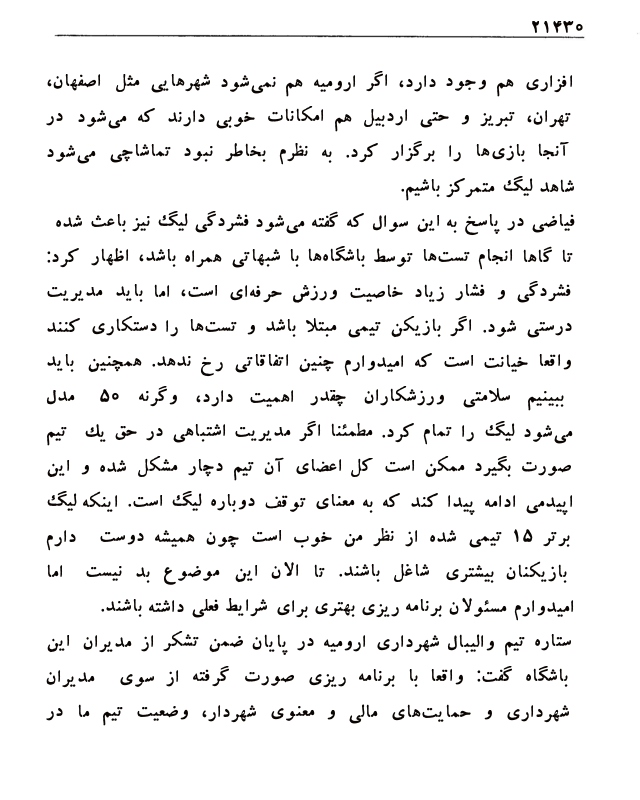 ۲۱۴۳۰
افزاری هم وجود دارد، اگر ارومیه هم نمی‌شود شهرهایی مثل اصفهان،
تهران، تبریز و حتی اردبیل هم امکانات خوبی دارند که می‌شود در
آنجا بازی‌ها را برگزار کرد. به نظرم بخاطر نبود تماشاچی می‌شود
شاهد لیگ متمرکز باشیم.
فیاضی در پاسخ به این سوال که گفته می‌شود فشردگی لیگ نیز باعث شده
تا گاها انجام تست‌ها توسط باشگاه‌ها با شبهاتی همراه باشد، اظهار کرد:
فشردگی و فشار زیاد خاصیت ورزش حرفه‌ای است، اما باید مدیریت
درستی شود. اگر بازیکن تیمی مبتلا باشد و تست‌ها را دستکاری کنند
واقعا خیانت است که امیدوارم چنین اتفاقاتی رخ ندهد. همچنین باید
ببینیم سلامتی ورزشکاران چقدر اهمیت دارد، وگرنه ۵۰ مدل
می‌شود لیگ را تمام کرد. مطمئنا اگر مدیریت اشتباهی در حق یك تیم
صورت بگیرد ممکن است کل اعضای آن تیم دچار مشکل شده و این
اپیدمی ادامه پیدا کند که به معنای توقف دوباره لیگ است. اینکه لیگ
برتر ۱۵ تیمی شده از نظر من خوب است چون همیشه دوست دارم
بازیکنان بیشتری شاغل باشند. تا الان این موضوع بد نیست اما
امیدوارم مسئولان برنامه ریزی بهتری برای شرایط فعلی داشته باشند.
ستاره تیم والیبال شهرداری ارومیه در پایان ضمن تشکر از مدیران این
باشگاه گفت: واقعا با برنامه ریزی صورت گرفته از سوی مدیران
شهرداری و حمایت‌های مالی و معنوی شهردار، وضعیت تیم ما در